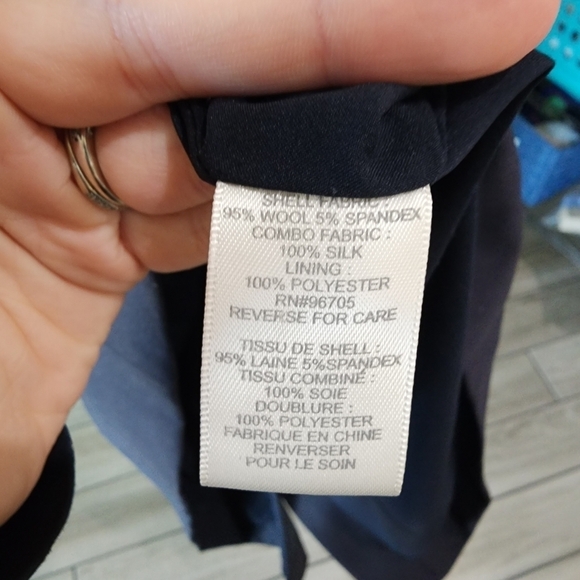 SHELL FABRIC
95% WOOL 5% SPANDEX
COMBO FABRIC :
100% SILK
LINING :
100% POLYESTER
RN#96705
REVERSE FOR CARE
TISSU DE SHELL :
95% LAINE 5%SPANDEX
TISSU COMBINÉ :
100% SOIE
DOUBLURE :
100% POLYESTER
FABRIQUE EN CHINE
RENVERSER
POUR LE SOIN